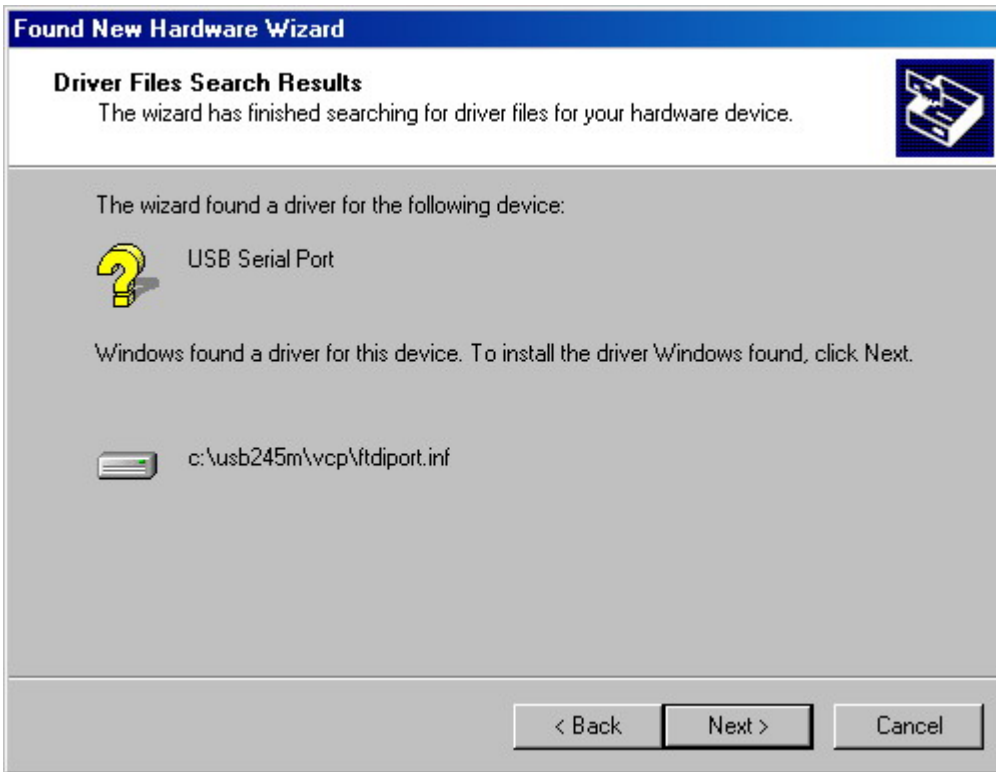 Found New Hardware Wizard
Driver Files Search Results
The wizard has finished searching for driver files for your hardware device.
The wizard found a driver for the following device:
USB Serial Port
Windows found a driver for this device. To install the driver Windows found, click Next.
c:\usb245m\vcp\ftdiport.inf
< Back
Next >
Cancel